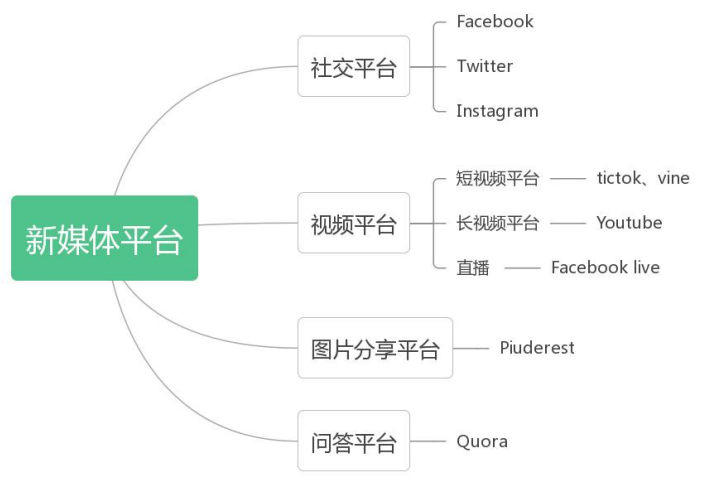 新媒体平台
社交平台
Facebook
Twitter
Instagram
视频平台
短视频平台
tictok、vine
长视频平台
Youtube
直播
Facebook live
图片分享平台
Piuderest
问答平台
Quora